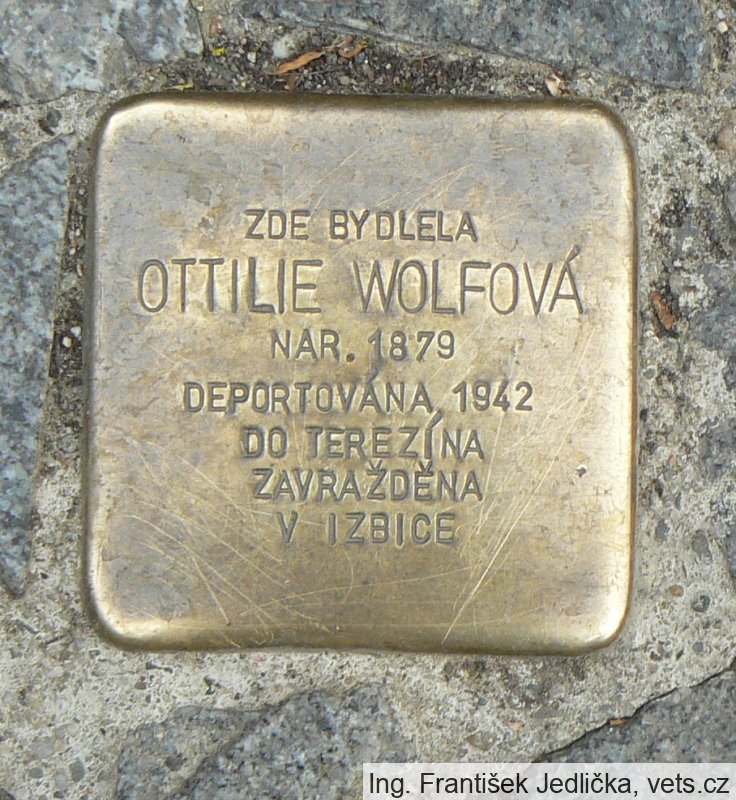 ZDE BYDLELA
OTTILIE WOLFOVÁ
NAR. 1879
DEPORTOVÁNA 1942
DO TEREZÍNA
ZAVRAŽDĚNA
V IZBICE
Ing. František Jedlička, vets.cz